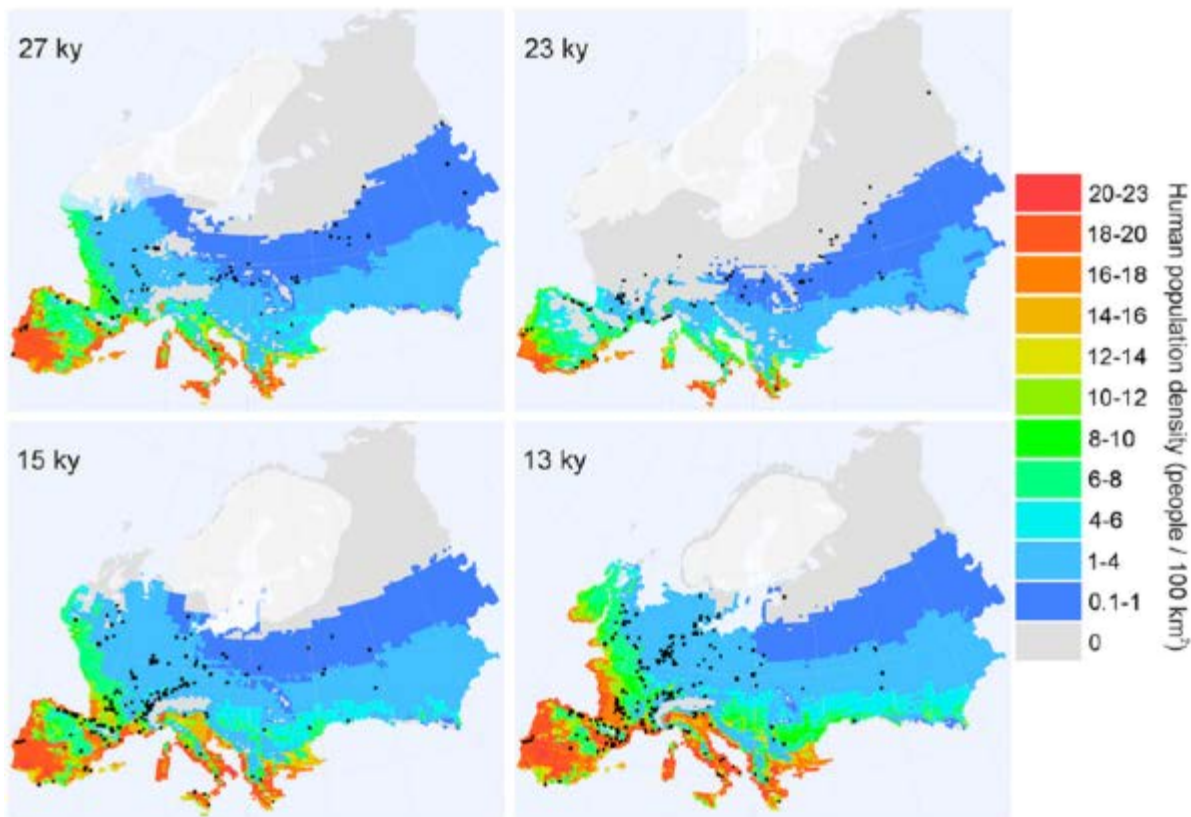 27 ky
23 ky
15 ky
13 ky
20-23
18-20
16-18
14-16
12-14
10-12
8-10
6-8
4-6
1-4
0.1-1
0
Human population density (people / 100 km²)